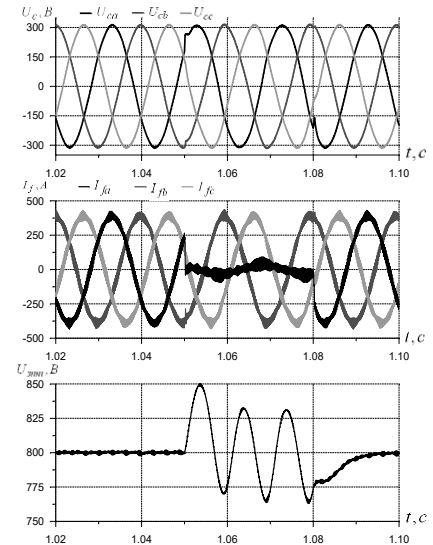 U_c, В — U_ca — U_cb — U_cc
300
150
0
-150
-300
1.02 1.04 1.06 1.08 1.10
t, c
I_f, A — I_fa — I_fb — I_fc
500
250
0
-250
-500
1.02 1.04 1.06 1.08 1.10
t, c
В
850
825
800
775
750
1.02 1.04 1.06 1.08 1.10
t, c